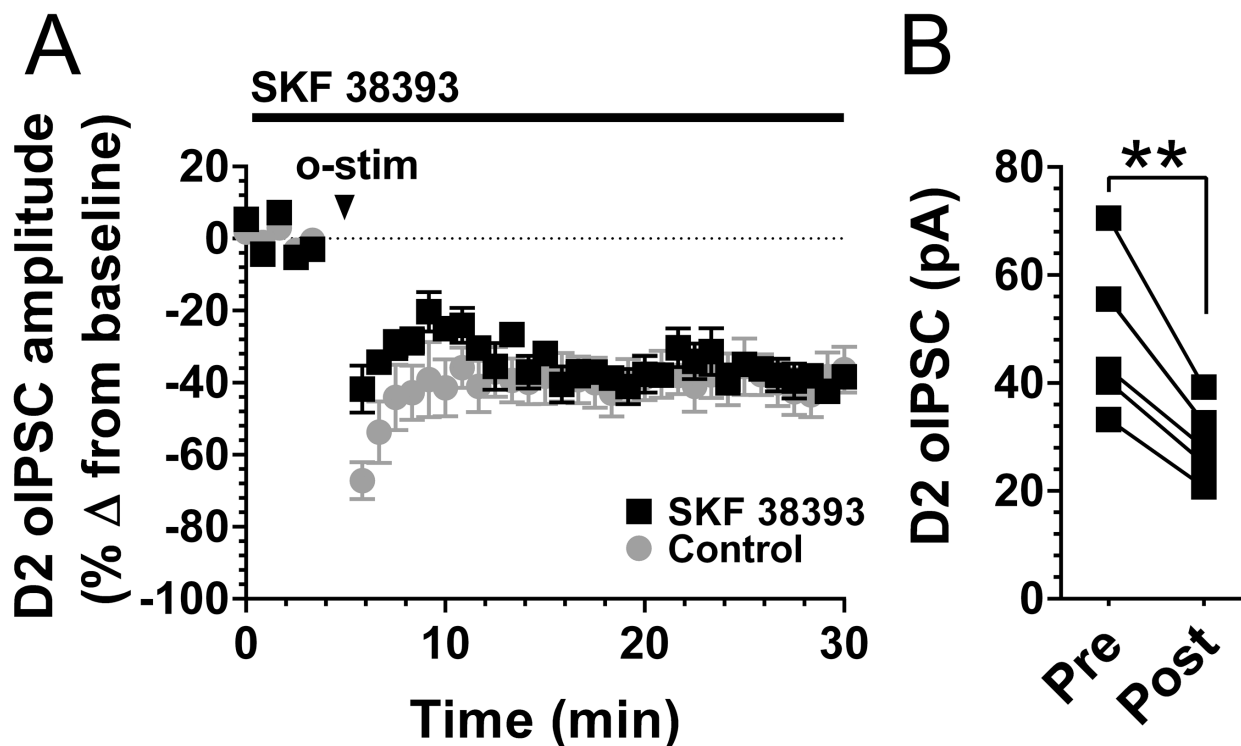 A
SKF 38393
D2 oIPSC amplitude
(% Δ from baseline)
20
0
-20
-40
-60
-80
-100
o-stim
SKF 38393
Control
0
10
20
30
Time (min)
B
D2 oIPSC (pA)
80
60
40
20
0
**
Pre
Post